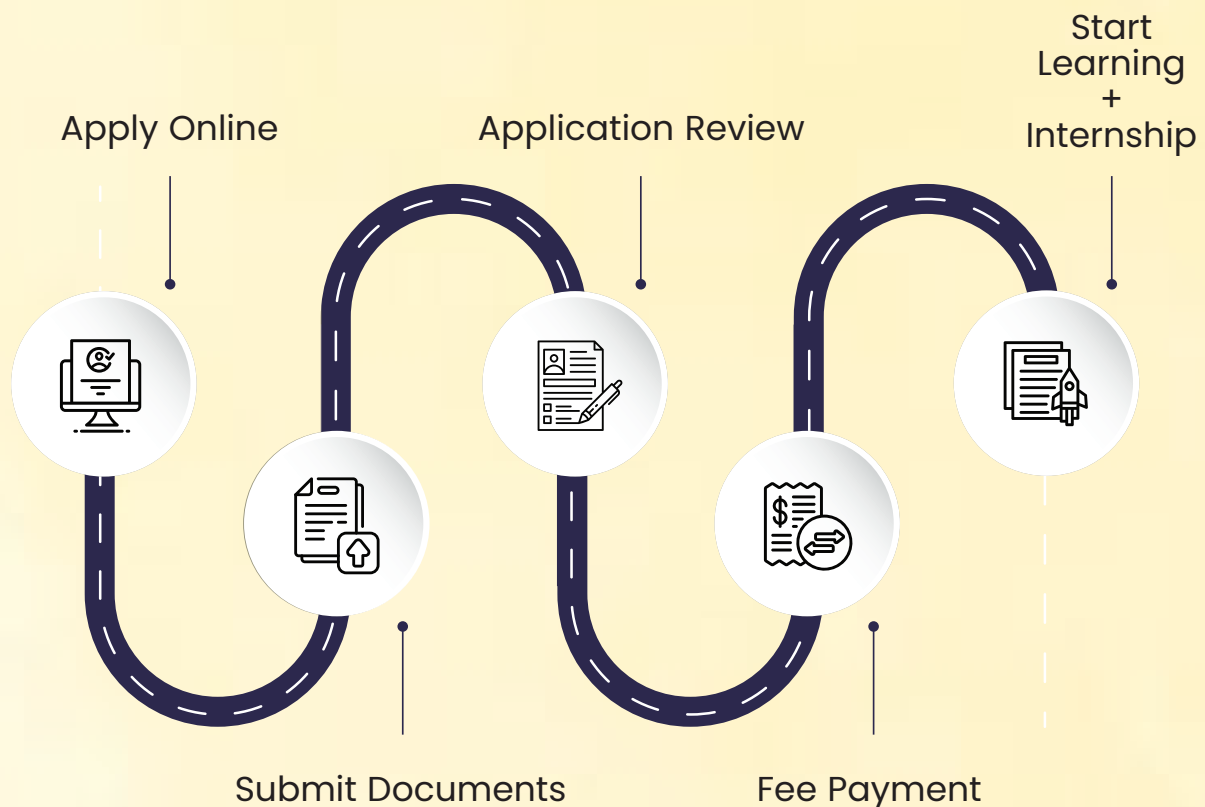 Apply Online
Submit Documents
Application Review
Fee Payment
Start
Learning
+
Internship
$